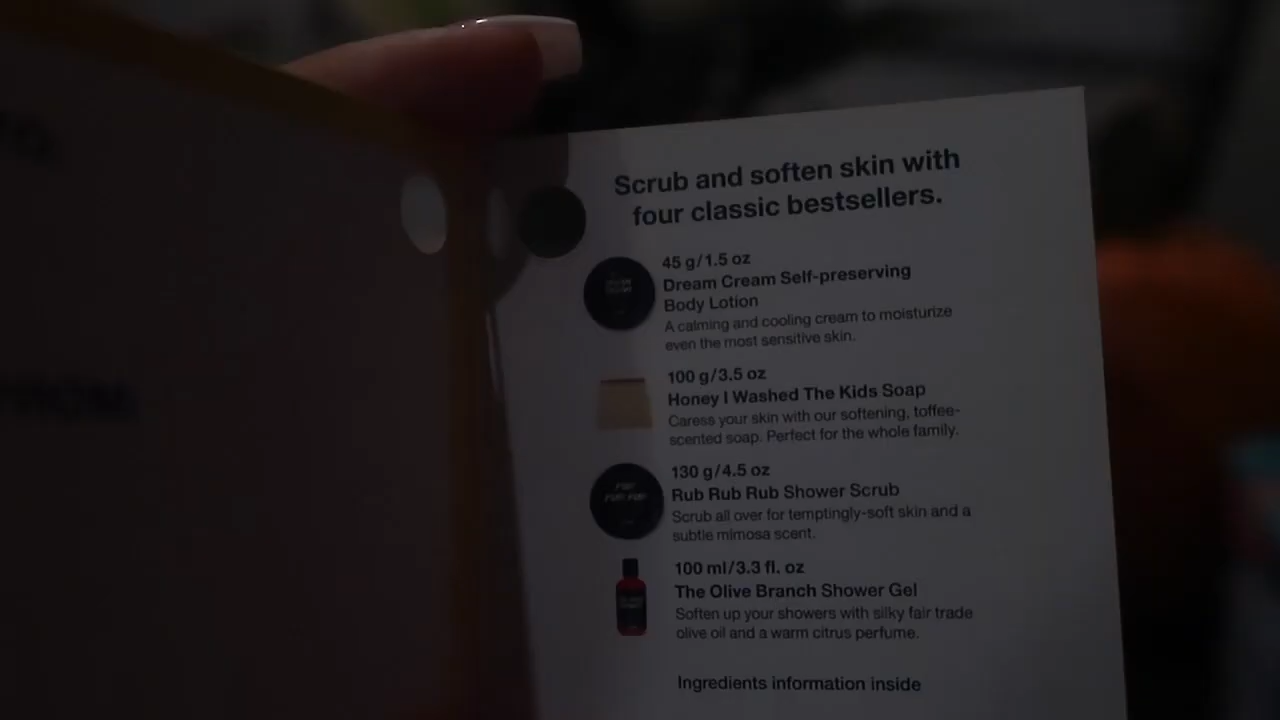 Scrub and soften skin with
four classic bestsellers.
45 g/1.5 oz
Dream Cream Self-preserving
Body Lotion
A calming and cooling cream to moisturize
even the most sensitive skin.
100 g/3.5 oz
Honey I Washed The Kids Soap
Caress your skin with our softening, toffee-
scented soap. Perfect for the whole family.
130 g/4.5 oz
Rub Rub Rub Shower Scrub
Scrub all over for temptingly-soft skin and a
subtle mimosa scent.
100 ml/3.3 fl. oz
The Olive Branch Shower Gel
Soften up your showers with silky fair trade
olive oil and a warm citrus perfume.
Ingredients information inside